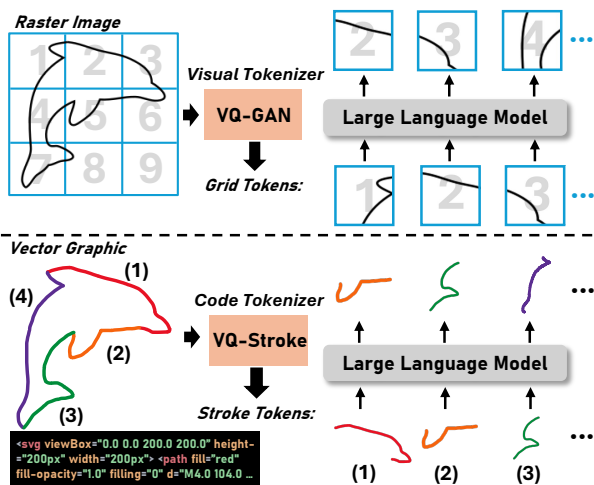 Raster Image
1 2 3
4 5 6
7 8 9
Visual Tokenizer
VQ-GAN
Grid Tokens:
2 3 4 ...
Large Language Model
1 2 3 ...
Vector Graphic
(1)
(4)
(2)
(3)
Code Tokenizer
VQ-Stroke
Stroke Tokens:
...
Large Language Model
...
(1) (2) (3)
<svg viewBox="0.0 0.0 200.0 200.0" height-
="200px" width="200px"> <path fill="red"
fill-opacity="1.0" filling="0" d="M4.0 104.0 ...